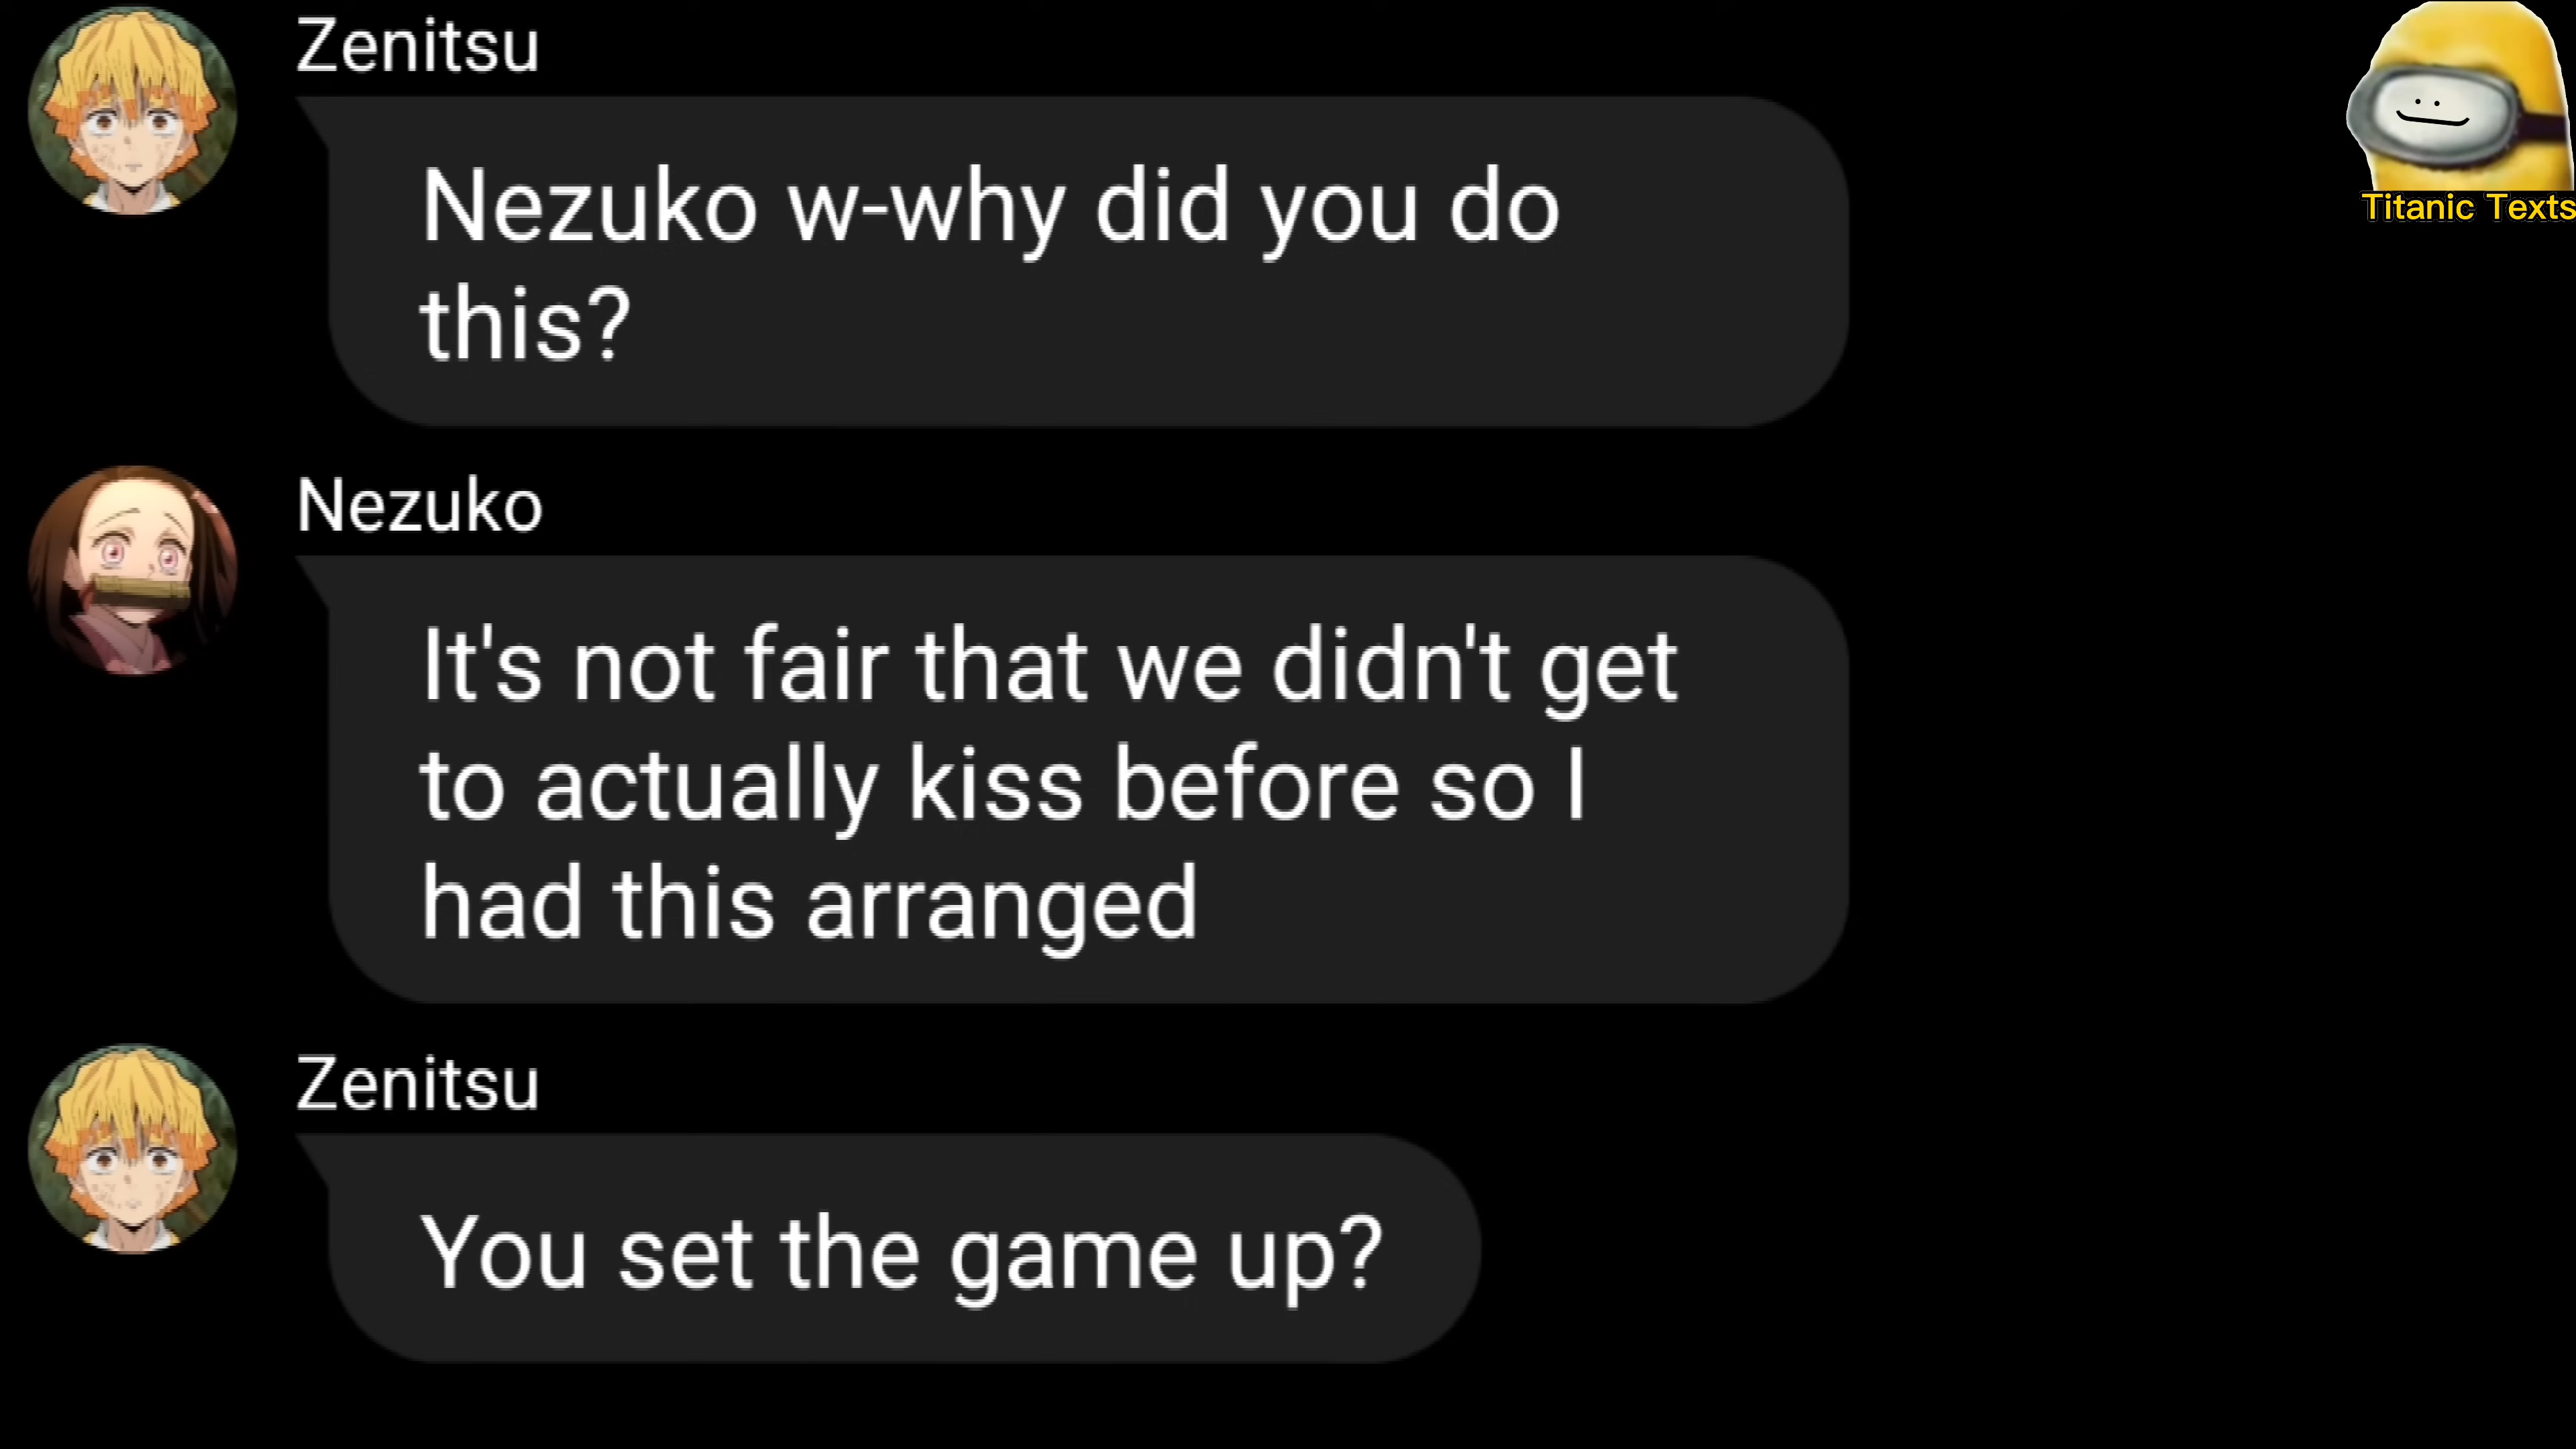 Zenitsu
Titanic Texts
Nezuko w-why did you do
this?
Nezuko
It's not fair that we didn't get
to actually kiss before so I
had this arranged
Zenitsu
You set the game up?